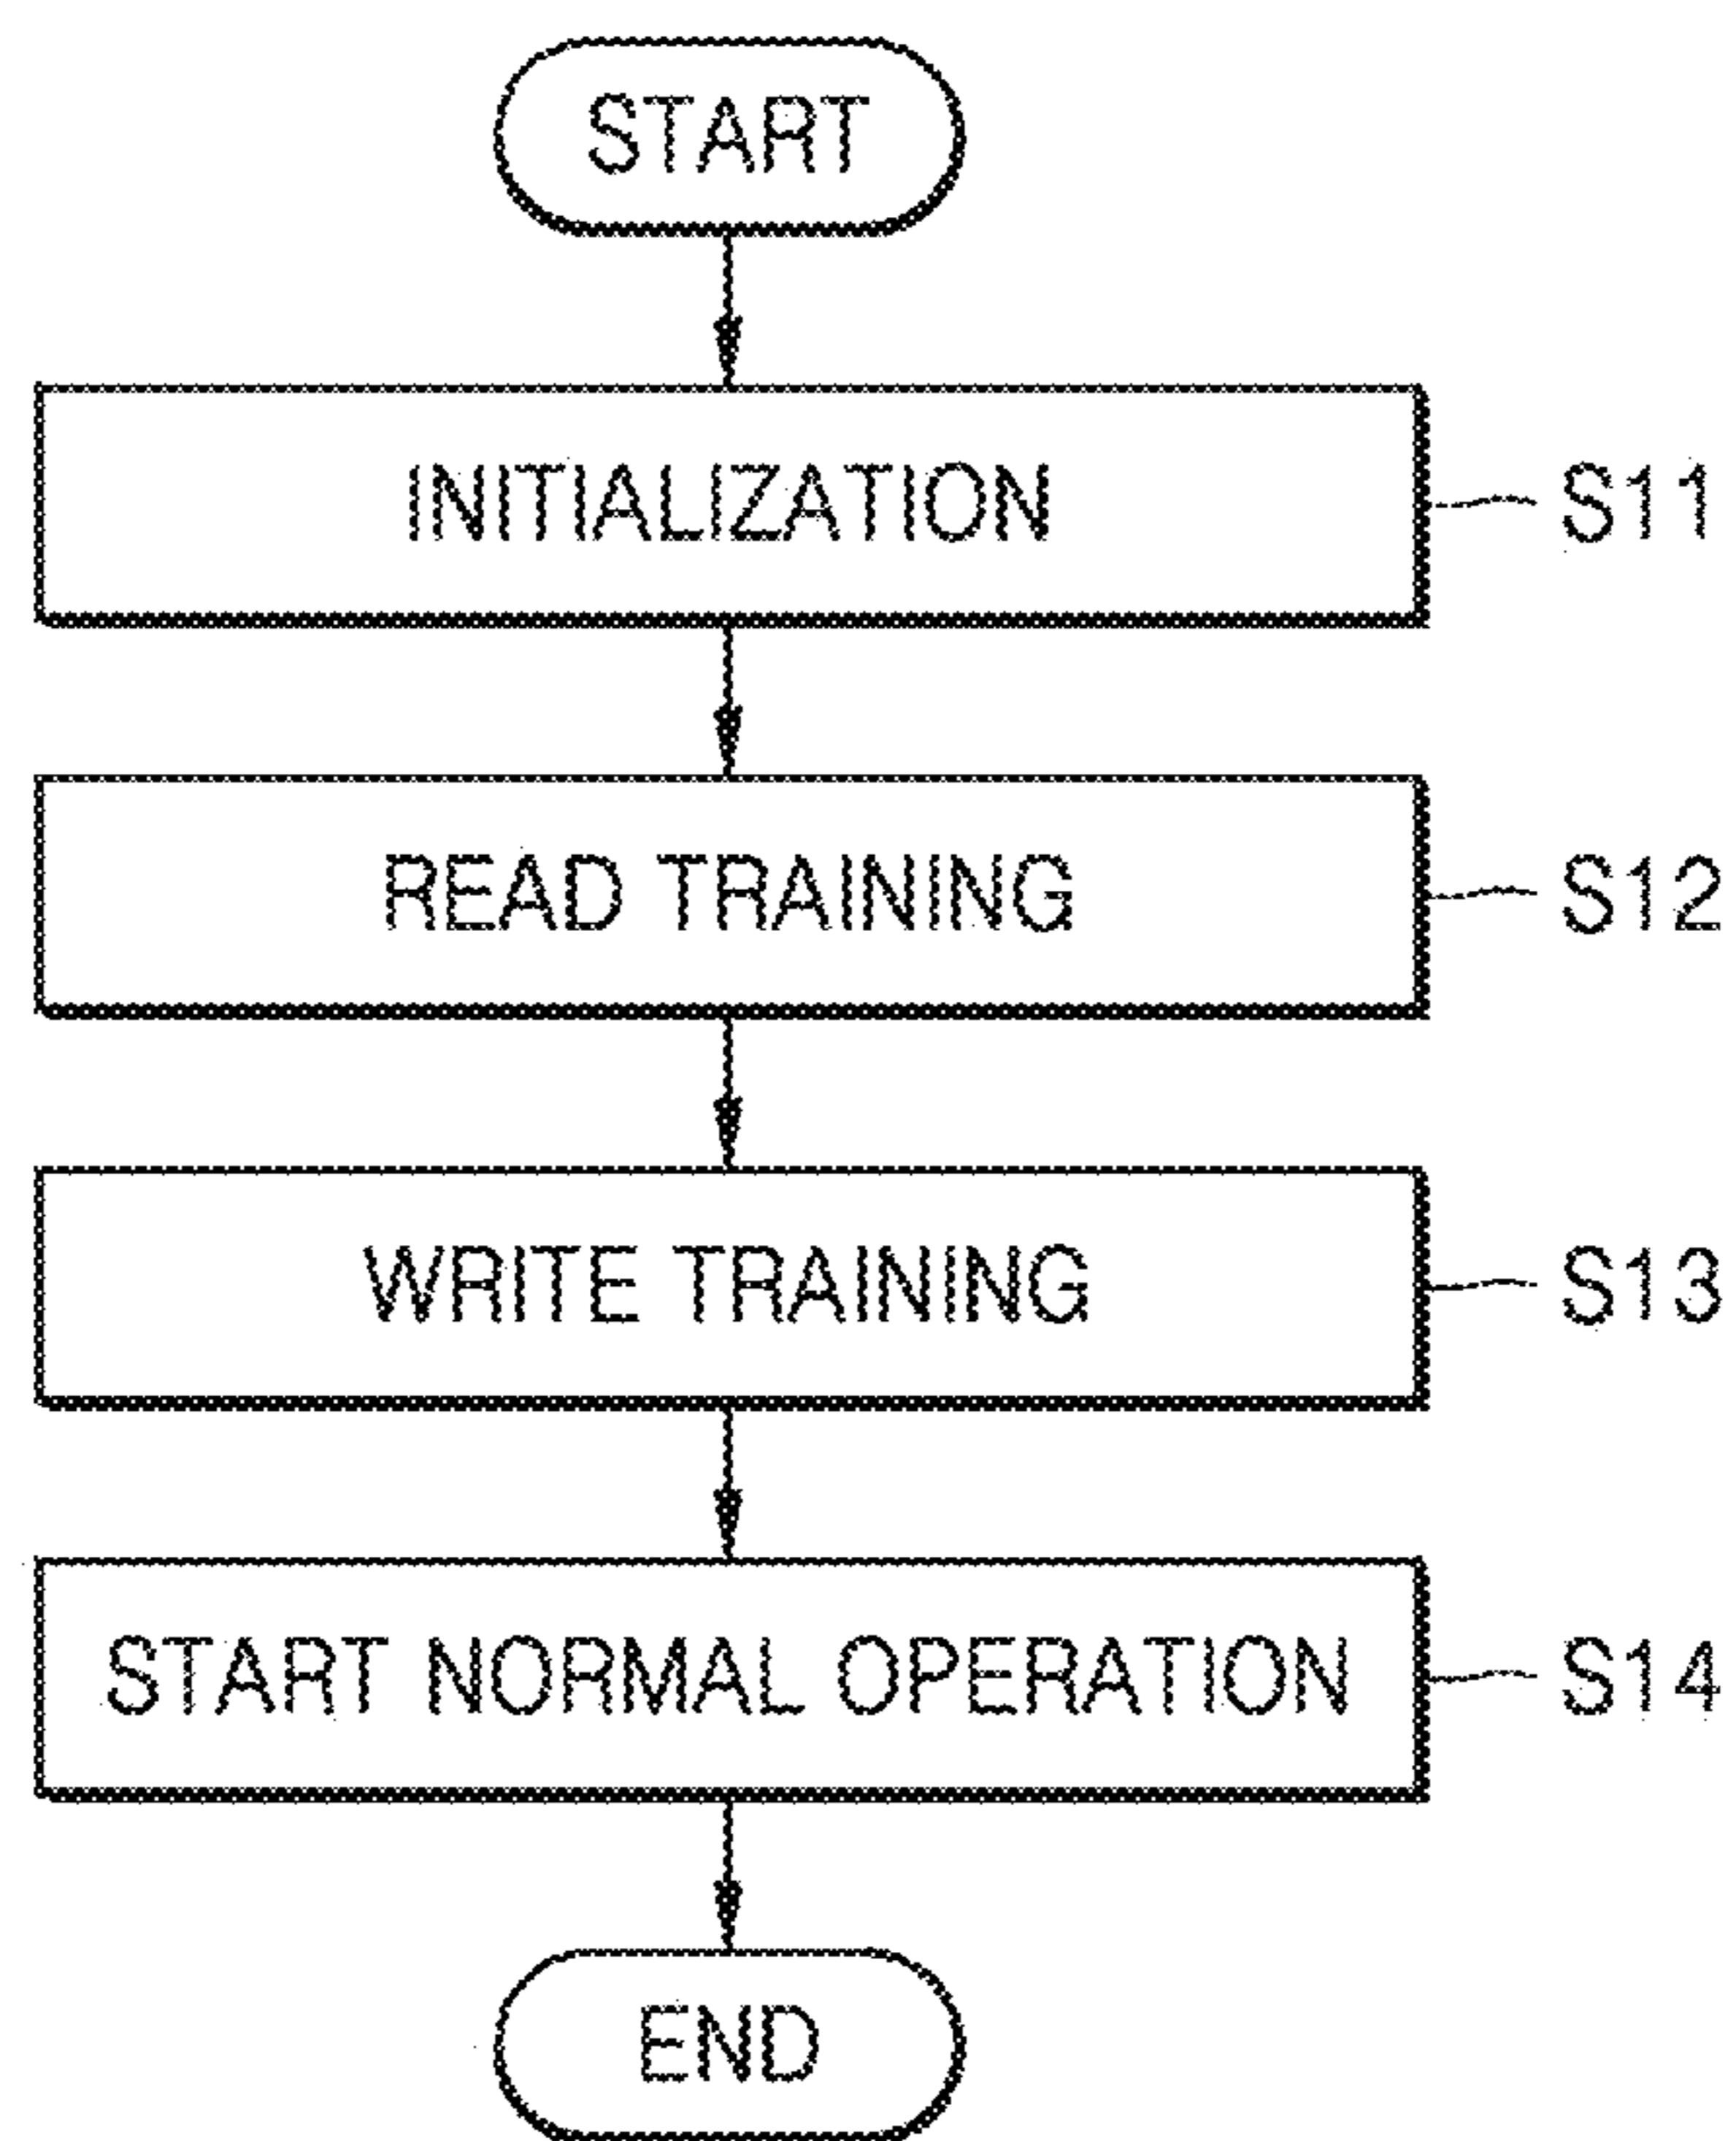 START
INITIALIZATION S11
READ TRAINING S12
WRITE TRAINING S13
START NORMAL OPERATION S14
END